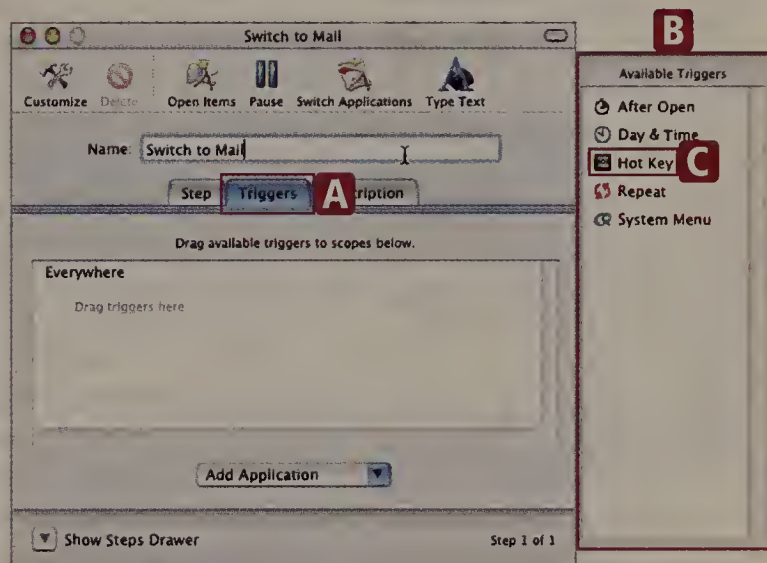 Switch to Mail
Customize Delete Open Items Pause Switch Applications Type Text
Name: Switch to Mail
Step Triggers A ription
Drag available triggers to scopes below.
Everywhere
Drag triggers here
Add Application
Show Steps Drawer Step 1 of 1
B
Available Triggers
After Open
Day & Time
Hot Key C
Repeat
System Menu